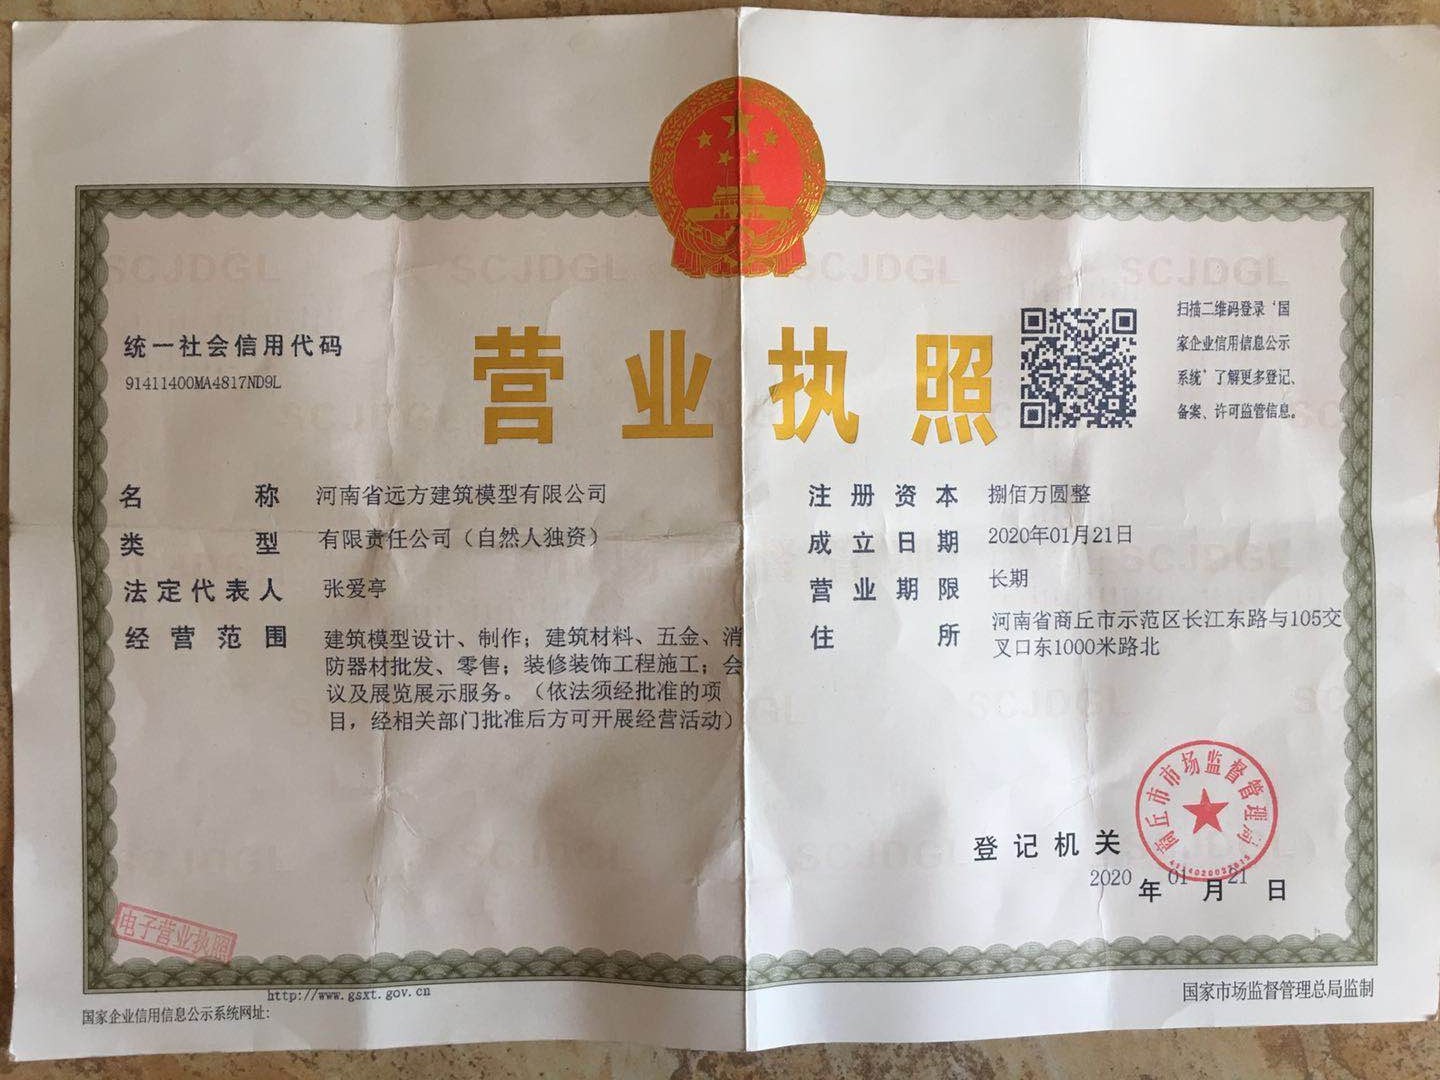 统一社会信用代码
91411400MA4817ND9L
营业执照
扫描二维码登录‘国
家企业信用信息公示
系统’了解更多登记、
备案、许可监管信息。
名称 河南省远方建筑模型有限公司
类型 有限责任公司（自然人独资）
法定代表人 张爱亭
经营范围 建筑模型设计、制作；建筑材料、五金、消
防器材批发、零售；装修装饰工程施工；会
议及展览展示服务。（依法须经批准的项
目，经相关部门批准后方可开展经营活动）
注册资本 捌佰万圆整
成立日期 2020年01月21日
营业期限 长期
住所 河南省商丘市示范区长江东路与105交
叉口东1000米路北
登记机关
商丘市市场监督管理局
2020年01月21日
电子营业执照
http://www.gsxt.gov.cn
国家企业信用信息公示系统网址:
国家市场监督管理总局监制
SCJDGL